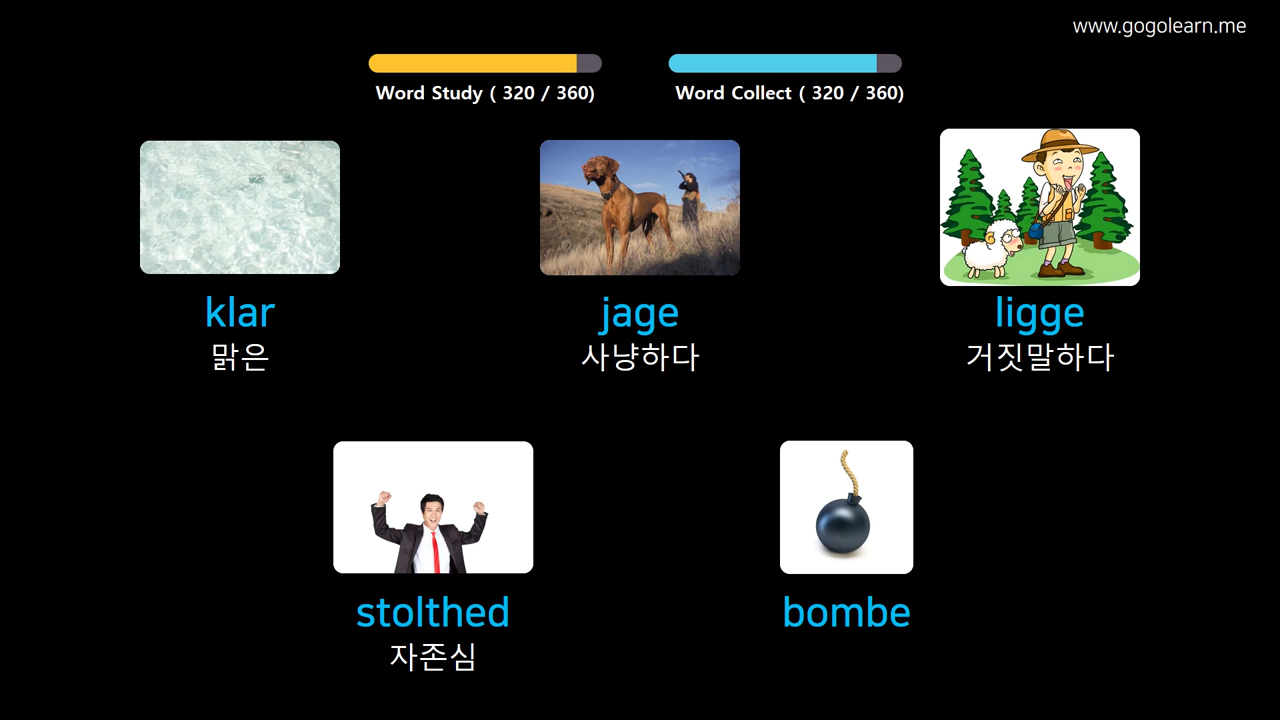 www.gogolearn.me
Word Study ( 320 / 360)
Word Collect ( 320 / 360)
klar
맑은
jage
사냥하다
ligge
거짓말하다
stolthed
자존심
bombe